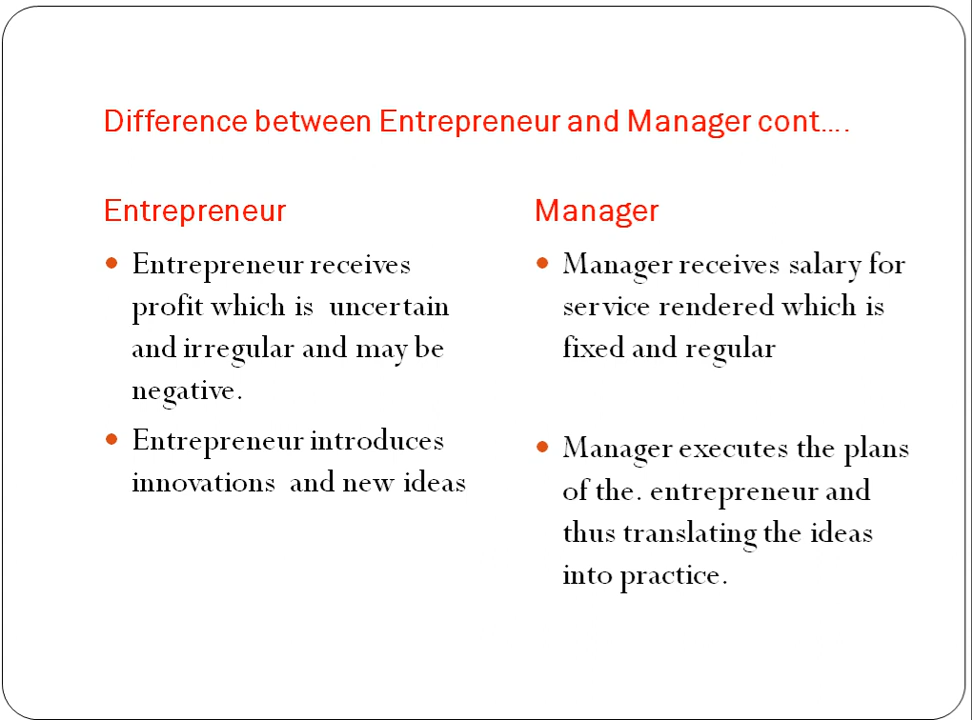 Difference between Entrepreneur and Manager cont....
Entrepreneur
Entrepreneur receives
profit which is uncertain
and irregular and may be
negative.
Entrepreneur introduces
innovations and new ideas
Manager
Manager receives salary for
service rendered which is
fixed and regular
Manager executes the plans
of the. entrepreneur and
thus translating the ideas
into practice.